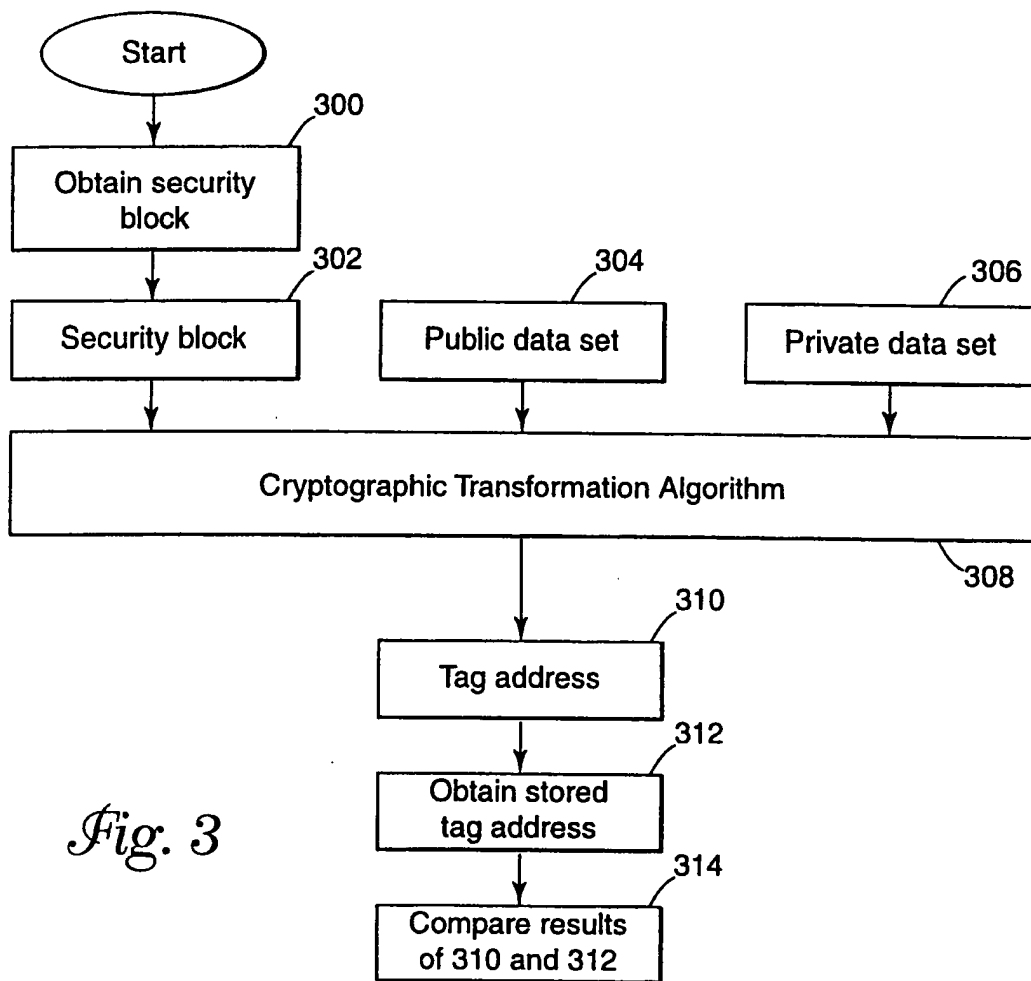 Start
300
Obtain security
block
302
304
306
Security block
Public data set
Private data set
Cryptographic Transformation Algorithm
308
310
Tag address
312
Obtain stored
tag address
Fig. 3
314
Compare results
of 310 and 312